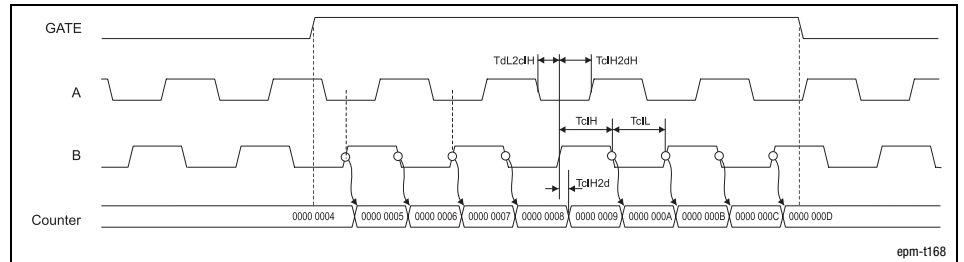 GATE
TdL2clH TclH2dH
A
TclH TclL
B
TclH2d
Counter 0000 0004 0000 0005 0000 0006 0000 0007 0000 0008 0000 0009 0000 000A 0000 000B 0000 000C 0000 000D
epm-t168